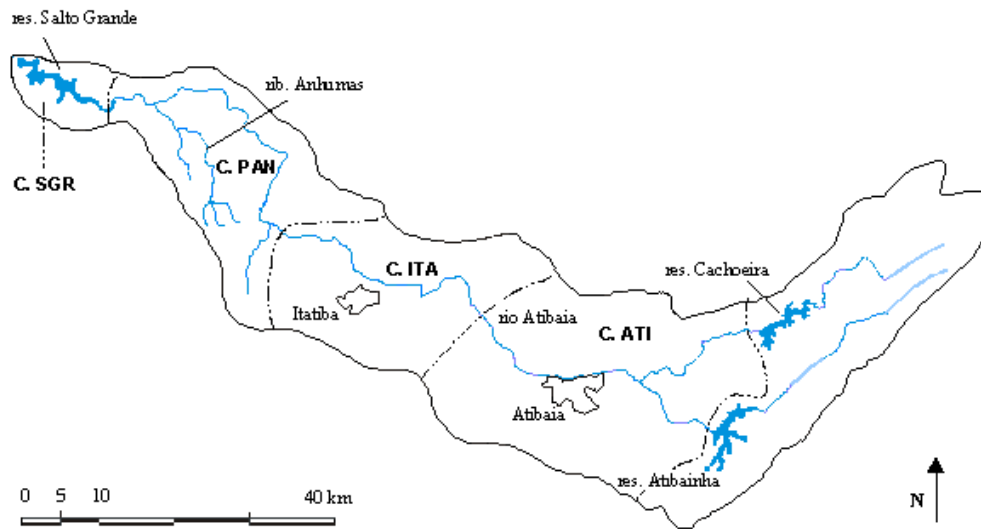 res. Salto Grande
rib. Anhumas
C. PAN
C. SGR
C. ITA
res. Cachoeira
Itatiba
rio Atibaia
C. ATI
Atibaia
res. Atibainha
0 5 10 40 km
N